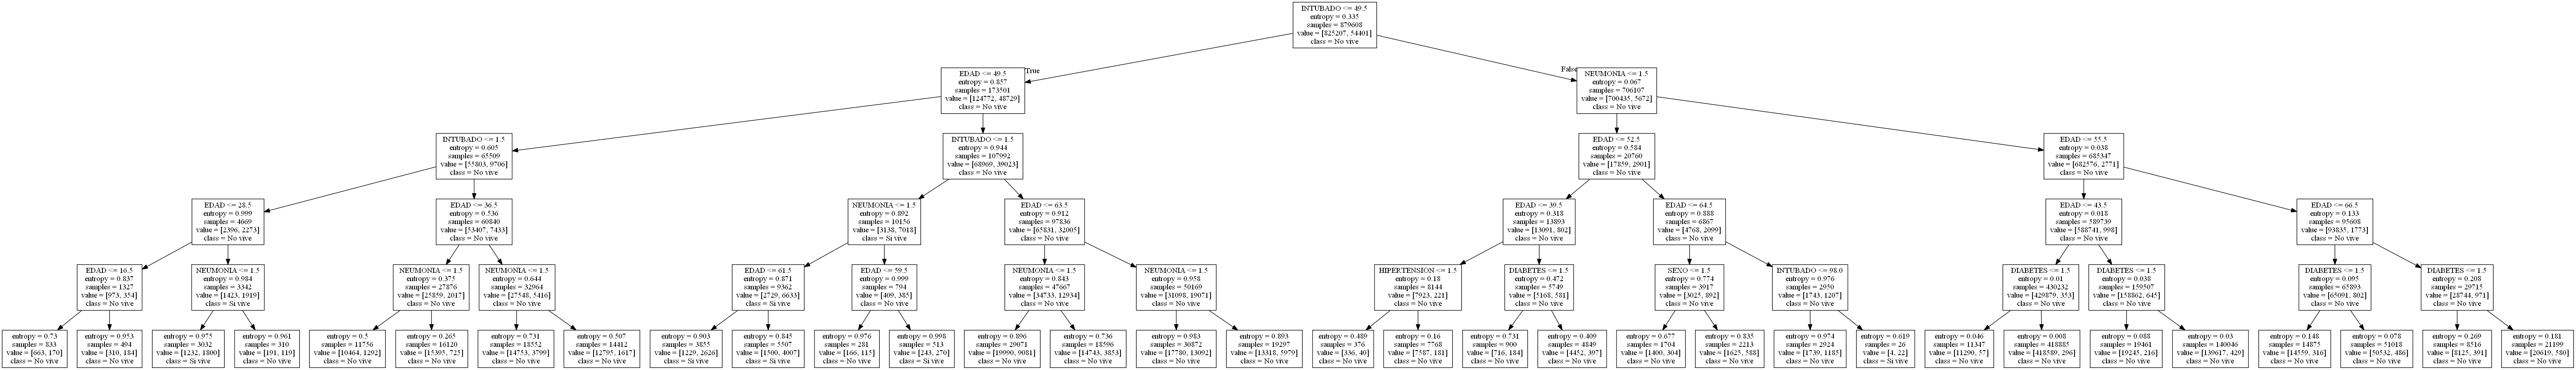 INTUBADO <= 49.5
entropy = 0.335
samples = 879608
value = [825207, 54401]
class = No vive
True
False
EDAD <= 49.5
entropy = 0.857
samples = 173501
value = [124772, 48729]
class = No vive
NEUMONIA <= 1.5
entropy = 0.067
samples = 706107
value = [700435, 5672]
class = No vive
INTUBADO <= 1.5
entropy = 0.605
samples = 65509
value = [55803, 9706]
class = No vive
INTUBADO <= 1.5
entropy = 0.944
samples = 107992
value = [68969, 39023]
class = No vive
EDAD <= 52.5
entropy = 0.584
samples = 20760
value = [17859, 2901]
class = No vive
EDAD <= 55.5
entropy = 0.038
samples = 685347
value = [682576, 2771]
class = No vive
EDAD <= 28.5
entropy = 0.999
samples = 4669
value = [2396, 2273]
class = No vive
EDAD <= 36.5
entropy = 0.536
samples = 60840
value = [53407, 7433]
class = No vive
NEUMONIA <= 1.5
entropy = 0.892
samples = 10156
value = [3138, 7018]
class = Si vive
EDAD <= 63.5
entropy = 0.912
samples = 97836
value = [65831, 32005]
class = No vive
EDAD <= 39.5
entropy = 0.318
samples = 13893
value = [13091, 802]
class = No vive
EDAD <= 64.5
entropy = 0.888
samples = 6867
value = [4768, 2099]
class = No vive
EDAD <= 43.5
entropy = 0.018
samples = 589739
value = [588741, 998]
class = No vive
EDAD <= 66.5
entropy = 0.133
samples = 95608
value = [93835, 1773]
class = No vive
EDAD <= 16.5
entropy = 0.837
samples = 1327
value = [973, 354]
class = No vive
NEUMONIA <= 1.5
entropy = 0.984
samples = 3342
value = [1423, 1919]
class = Si vive
NEUMONIA <= 1.5
entropy = 0.375
samples = 27876
value = [25859, 2017]
class = No vive
NEUMONIA <= 1.5
entropy = 0.644
samples = 32964
value = [27548, 5416]
class = No vive
EDAD <= 61.5
entropy = 0.871
samples = 9362
value = [2729, 6633]
class = Si vive
EDAD <= 59.5
entropy = 0.999
samples = 794
value = [409, 385]
class = No vive
NEUMONIA <= 1.5
entropy = 0.843
samples = 47667
value = [34733, 12934]
class = No vive
NEUMONIA <= 1.5
entropy = 0.958
samples = 50169
value = [31098, 19071]
class = No vive
HIPERTENSION <= 1.5
entropy = 0.18
samples = 8144
value = [7923, 221]
class = No vive
DIABETES <= 1.5
entropy = 0.472
samples = 5749
value = [5168, 581]
class = No vive
SEXO <= 1.5
entropy = 0.774
samples = 3917
value = [3025, 892]
class = No vive
INTUBADO <= 98.0
entropy = 0.976
samples = 2950
value = [1743, 1207]
class = No vive
DIABETES <= 1.5
entropy = 0.01
samples = 430232
value = [429879, 353]
class = No vive
DIABETES <= 1.5
entropy = 0.038
samples = 159507
value = [158862, 645]
class = No vive
DIABETES <= 1.5
entropy = 0.095
samples = 65893
value = [65091, 802]
class = No vive
DIABETES <= 1.5
entropy = 0.208
samples = 29715
value = [28744, 971]
class = No vive
entropy = 0.73
samples = 833
value = [663, 170]
class = No vive
entropy = 0.953
samples = 494
value = [310, 184]
class = No vive
entropy = 0.975
samples = 3032
value = [1232, 1800]
class = Si vive
entropy = 0.961
samples = 310
value = [191, 119]
class = No vive
entropy = 0.5
samples = 11756
value = [10464, 1292]
class = No vive
entropy = 0.265
samples = 16120
value = [15395, 725]
class = No vive
entropy = 0.731
samples = 18552
value = [14753, 3799]
class = No vive
entropy = 0.507
samples = 14412
value = [12795, 1617]
class = No vive
entropy = 0.903
samples = 3855
value = [1229, 2626]
class = Si vive
entropy = 0.845
samples = 5507
value = [1500, 4007]
class = Si vive
entropy = 0.976
samples = 281
value = [166, 115]
class = No vive
entropy = 0.998
samples = 513
value = [243, 270]
class = Si vive
entropy = 0.896
samples = 29071
value = [19990, 9081]
class = No vive
entropy = 0.736
samples = 18596
value = [14743, 3853]
class = No vive
entropy = 0.983
samples = 30872
value = [17780, 13092]
class = No vive
entropy = 0.893
samples = 19297
value = [13318, 5979]
class = No vive
entropy = 0.489
samples = 376
value = [336, 40]
class = No vive
entropy = 0.16
samples = 7768
value = [7587, 181]
class = No vive
entropy = 0.731
samples = 900
value = [716, 184]
class = No vive
entropy = 0.409
samples = 4849
value = [4452, 397]
class = No vive
entropy = 0.677
samples = 1704
value = [1400, 304]
class = No vive
entropy = 0.835
samples = 2213
value = [1625, 588]
class = No vive
entropy = 0.974
samples = 2924
value = [1739, 1185]
class = No vive
entropy = 0.619
samples = 26
value = [4, 22]
class = Si vive
entropy = 0.046
samples = 11347
value = [11290, 57]
class = No vive
entropy = 0.008
samples = 418885
value = [418589, 296]
class = No vive
entropy = 0.088
samples = 19461
value = [19245, 216]
class = No vive
entropy = 0.03
samples = 140046
value = [139617, 429]
class = No vive
entropy = 0.148
samples = 14875
value = [14559, 316]
class = No vive
entropy = 0.078
samples = 51018
value = [50532, 486]
class = No vive
entropy = 0.269
samples = 8516
value = [8125, 391]
class = No vive
entropy = 0.181
samples = 21199
value = [20619, 580]
class = No vive